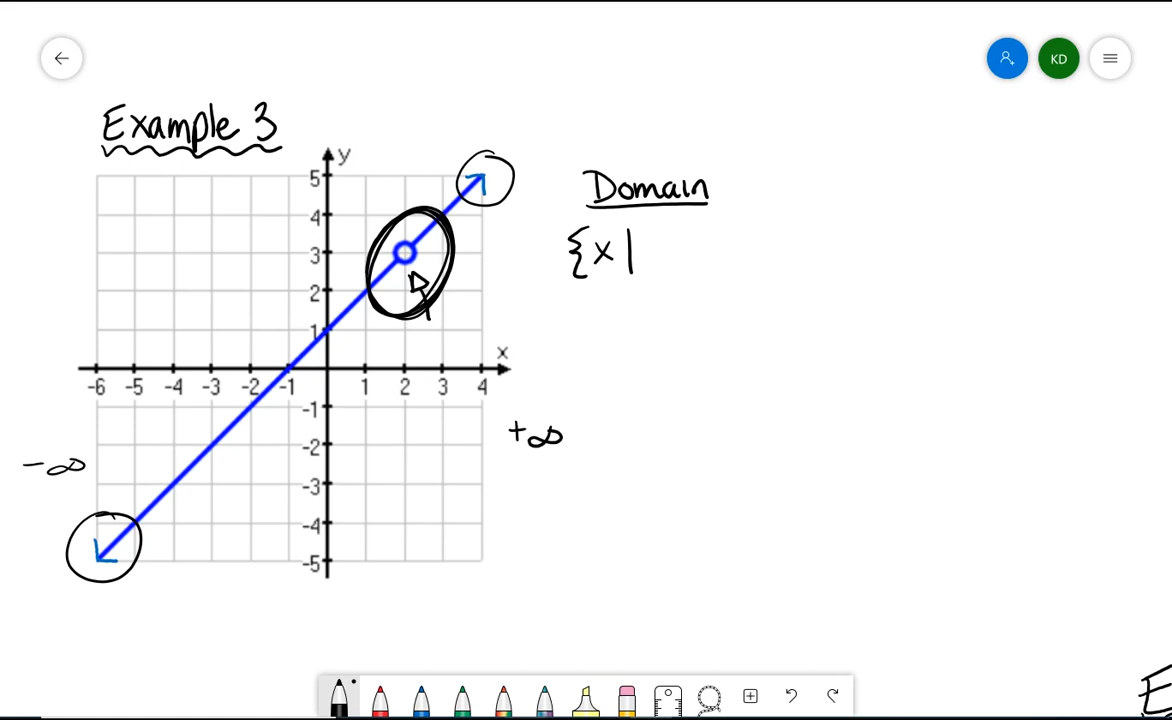 KD
Example 3
y
5
4
3
2
1
x
-6 -5 -4 -3 -2 -1 1 2 3 4
-1
-2
-3
-4
-5
Domain
{x |
+∞
-∞
E